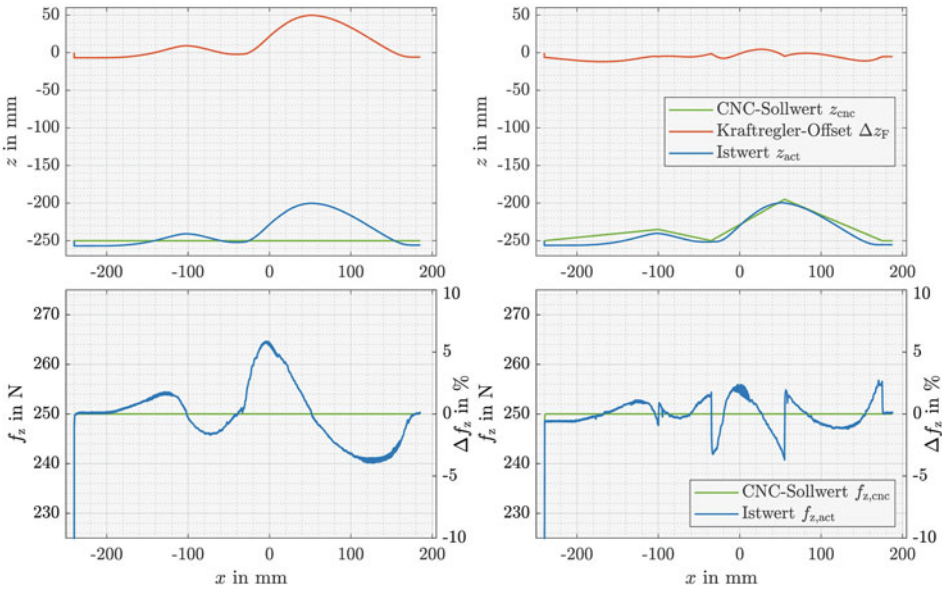 50
0
-50
-100
-150
-200
-250
z in mm
-200 -100 0 100 200
50
0
-50
-100
-150
-200
-250
z in mm
CNC-Sollwert z_cnc
Kraftregler-Offset Δz_F
Istwert z_act
-200 -100 0 100 200
270
260
250
240
230
f_z in N
10
5
0
-5
-10
Δf_z in %
-200 -100 0 100 200
x in mm
270
260
250
240
230
f_z in N
10
5
0
-5
-10
Δf_z in %
CNC-Sollwert f_z,cnc
Istwert f_z,act
-200 -100 0 100 200
x in mm